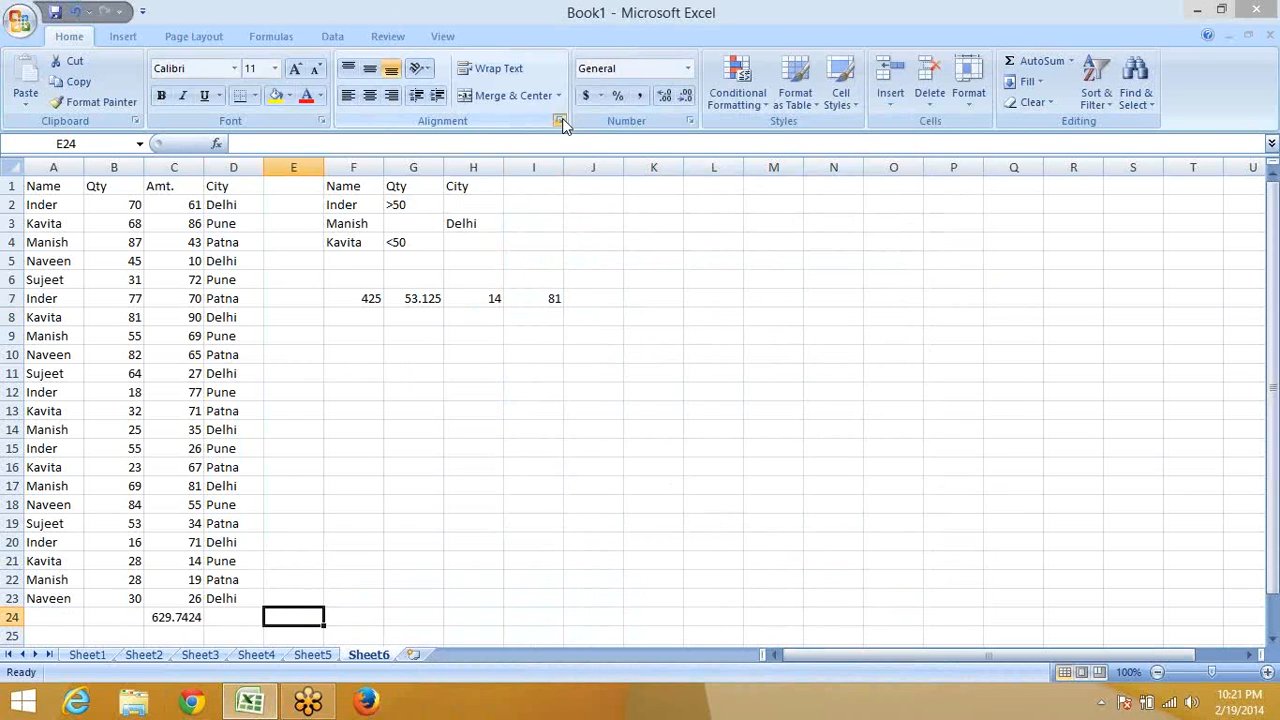 Book1 - Microsoft Excel
Home Insert Page Layout Formulas Data Review View
Paste
Cut
Copy
Format Painter
Clipboard
Calibri 11
B I U
Font
Wrap Text
Merge & Center
Alignment
General
$ % ,
Number
Conditional Formatting
Format as Table
Cell Styles
Styles
Insert Delete Format
Cells
Σ AutoSum
Fill
Clear
Sort & Filter
Find & Select
Editing
E24 fx
A B C D E F G H I J K L M N O P Q R S T U
1 Name Qty Amt. City Name Qty City
2 Inder 70 61 Delhi Inder >50
3 Kavita 68 86 Pune Manish Delhi
4 Manish 87 43 Patna Kavita <50
5 Naveen 45 10 Delhi
6 Sujeet 31 72 Pune
7 Inder 77 70 Patna 425 53.125 14 81
8 Kavita 81 90 Delhi
9 Manish 55 69 Pune
10 Naveen 82 65 Patna
11 Sujeet 64 27 Delhi
12 Inder 18 77 Pune
13 Kavita 32 71 Patna
14 Manish 25 35 Delhi
15 Inder 55 26 Pune
16 Kavita 23 67 Patna
17 Manish 69 81 Delhi
18 Naveen 84 55 Pune
19 Sujeet 53 34 Patna
20 Inder 16 71 Delhi
21 Kavita 28 14 Pune
22 Manish 28 19 Patna
23 Naveen 30 26 Delhi
24 629.7424
25
Sheet1 Sheet2 Sheet3 Sheet4 Sheet5 Sheet6
Ready 100%
10:21 PM
2/19/2014